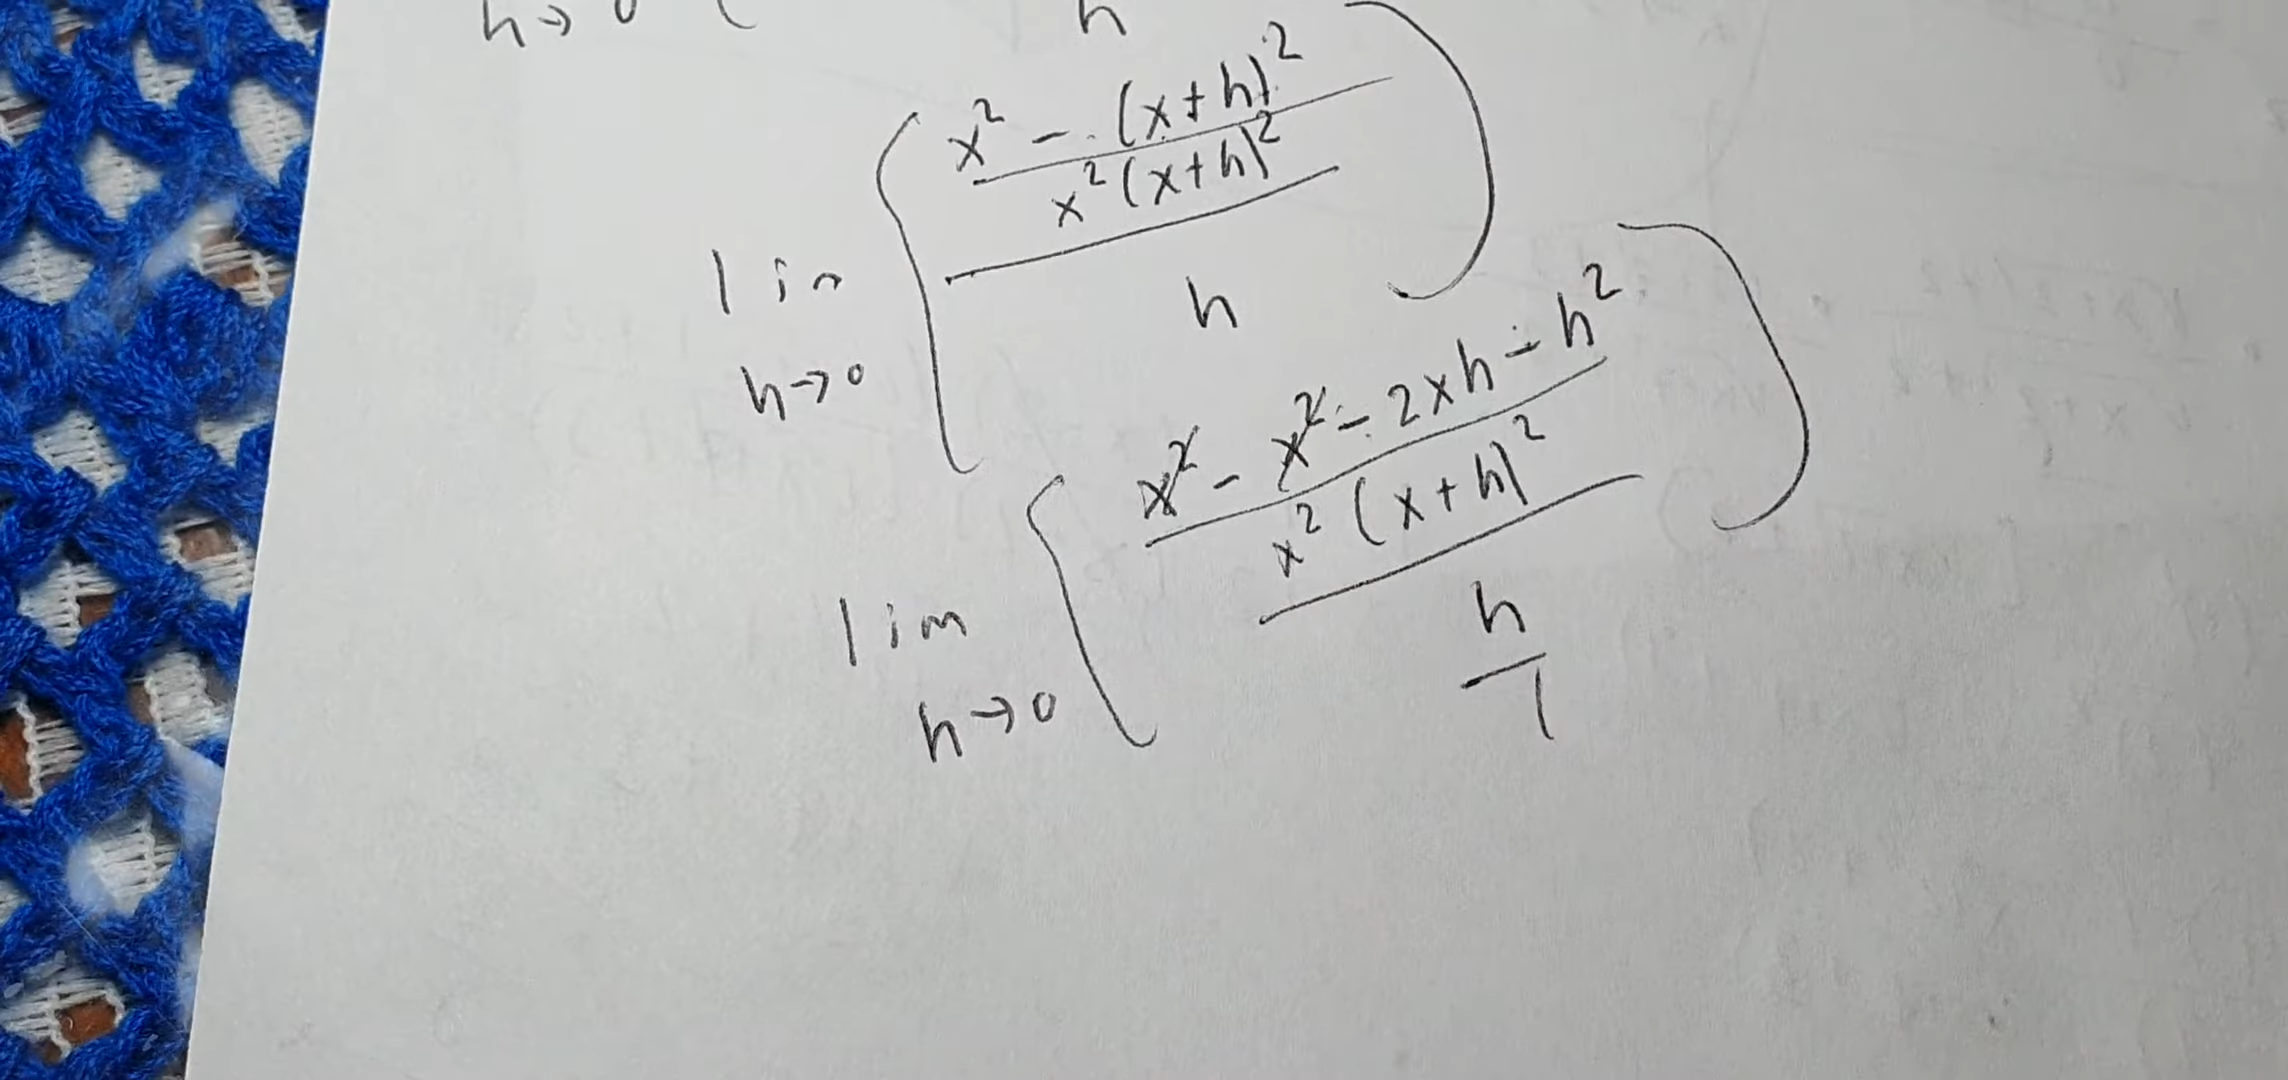 h→0 ( h
x² - (x+h)²
x²(x+h)²
lim
h
h→0
x² - x² - 2xh - h²
x² (x+h)²
lim
h
h→0
1